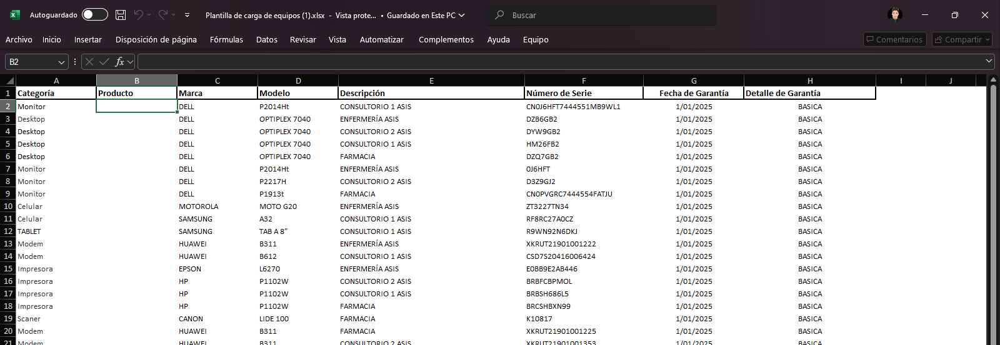 Autoguardado Plantilla de carga de equipos (1).xlsx - Vista prote... • Guardado en Este PC Buscar
Archivo Inicio Insertar Disposición de página Fórmulas Datos Revisar Vista Automatizar Complementos Ayuda Equipo Comentarios Compartir
B2 fx
A B C D E F G H I J
1 Categoría Producto Marca Modelo Descripción Número de Serie Fecha de Garantía Detalle de Garantía
2 Monitor DELL P2014Ht CONSULTORIO 1 ASIS CN0J6HFT7444551MB9WL1 1/01/2025 BASICA
3 Desktop DELL OPTIPLEX 7040 ENFERMERÍA ASIS DZB6GB2 1/01/2025 BASICA
4 Desktop DELL OPTIPLEX 7040 CONSULTORIO 2 ASIS DYW9GB2 1/01/2025 BASICA
5 Desktop DELL OPTIPLEX 7040 CONSULTORIO 1 ASIS HM26FB2 1/01/2025 BASICA
6 Desktop DELL OPTIPLEX 7040 FARMACIA DZQ7GB2 1/01/2025 BASICA
7 Monitor DELL P2014Ht ENFERMERÍA ASIS 0J6HFT 1/01/2025 BASICA
8 Monitor DELL P2217H CONSULTORIO 2 ASIS D3Z9GJ2 1/01/2025 BASICA
9 Monitor DELL P1913t FARMACIA CN0PVGRC7444554FATJU 1/01/2025 BASICA
10 Celular MOTOROLA MOTO G20 ENFERMERÍA ASIS ZT3227TN34 1/01/2025 BASICA
11 Celular SAMSUNG A32 CONSULTORIO 1 ASIS RF8RC27A0CZ 1/01/2025 BASICA
12 TABLET SAMSUNG TAB A 8” CONSULTORIO 1 ASIS R9WN92N6DKJ 1/01/2025 BASICA
13 Modem HUAWEI B311 ENFERMERÍA ASIS XKRUT21901001222 1/01/2025 BASICA
14 Modem HUAWEI B612 CONSULTORIO 1 ASIS CSD7S20416006424 1/01/2025 BASICA
15 Impresora EPSON L6270 ENFERMERÍA ASIS E0BB9E2AB446 1/01/2025 BASICA
16 Impresora HP P1102W CONSULTORIO 2 ASIS BRBFCBPMOL 1/01/2025 BASICA
17 Impresora HP P1102W CONSULTORIO 1 ASIS BRBSH686L5 1/01/2025 BASICA
18 Impresora HP P1102W FARMACIA BRCSHBXN99 1/01/2025 BASICA
19 Scaner CANON LIDE 100 FARMACIA K10817 1/01/2025 BASICA
20 Modem HUAWEI B311 FARMACIA XKRUT21901001225 1/01/2025 BASICA
21 Modem HUAWEI B311 CONSULTORIO 2 ASIS XKRUT21901001353 1/01/2025 BASICA